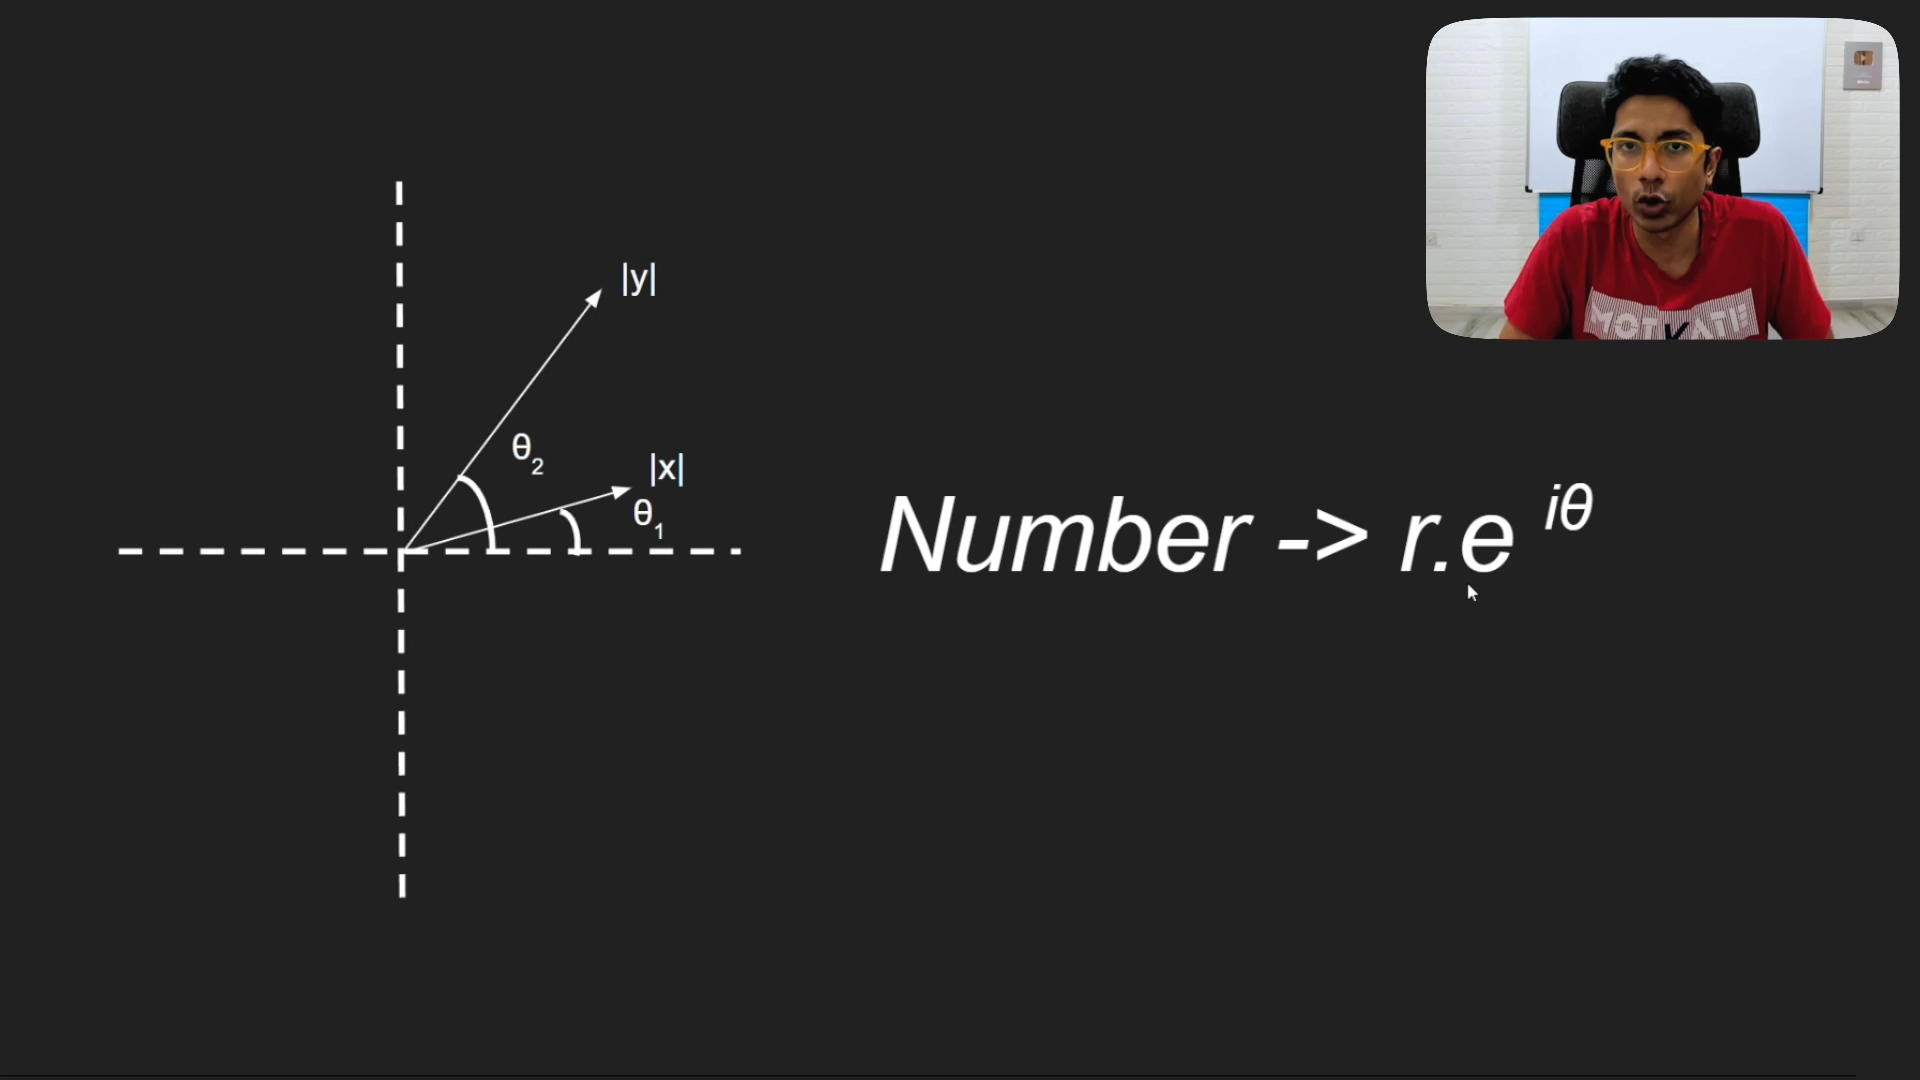 |y|
θ2
|x|
θ1
Number -> r.e iθ
MOTIVATE